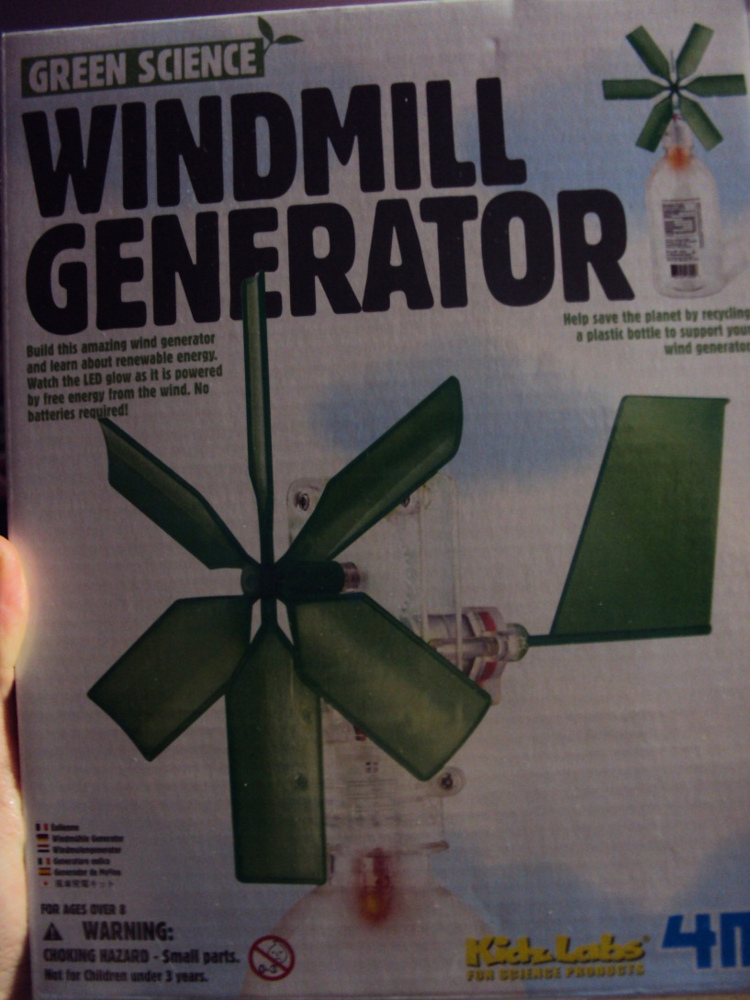 GREEN SCIENCE
WINDMILL
GENERATOR
Build this amazing wind generator
and learn about renewable energy.
Watch the LED glow as it is powered
by free energy from the wind. No
batteries required!
Help save the planet by recycling
a plastic bottle to support your
wind generator
Éolienne
Windmühle Generator
Windmolengenerator
Generatore eolico
Generador de Molino
風車発電キット
FOR AGES OVER 8
WARNING:
CHOKING HAZARD - Small parts.
Not for Children under 3 years.
0-3
KidzLabs
FOR SCIENCE PRODUCTS
4M